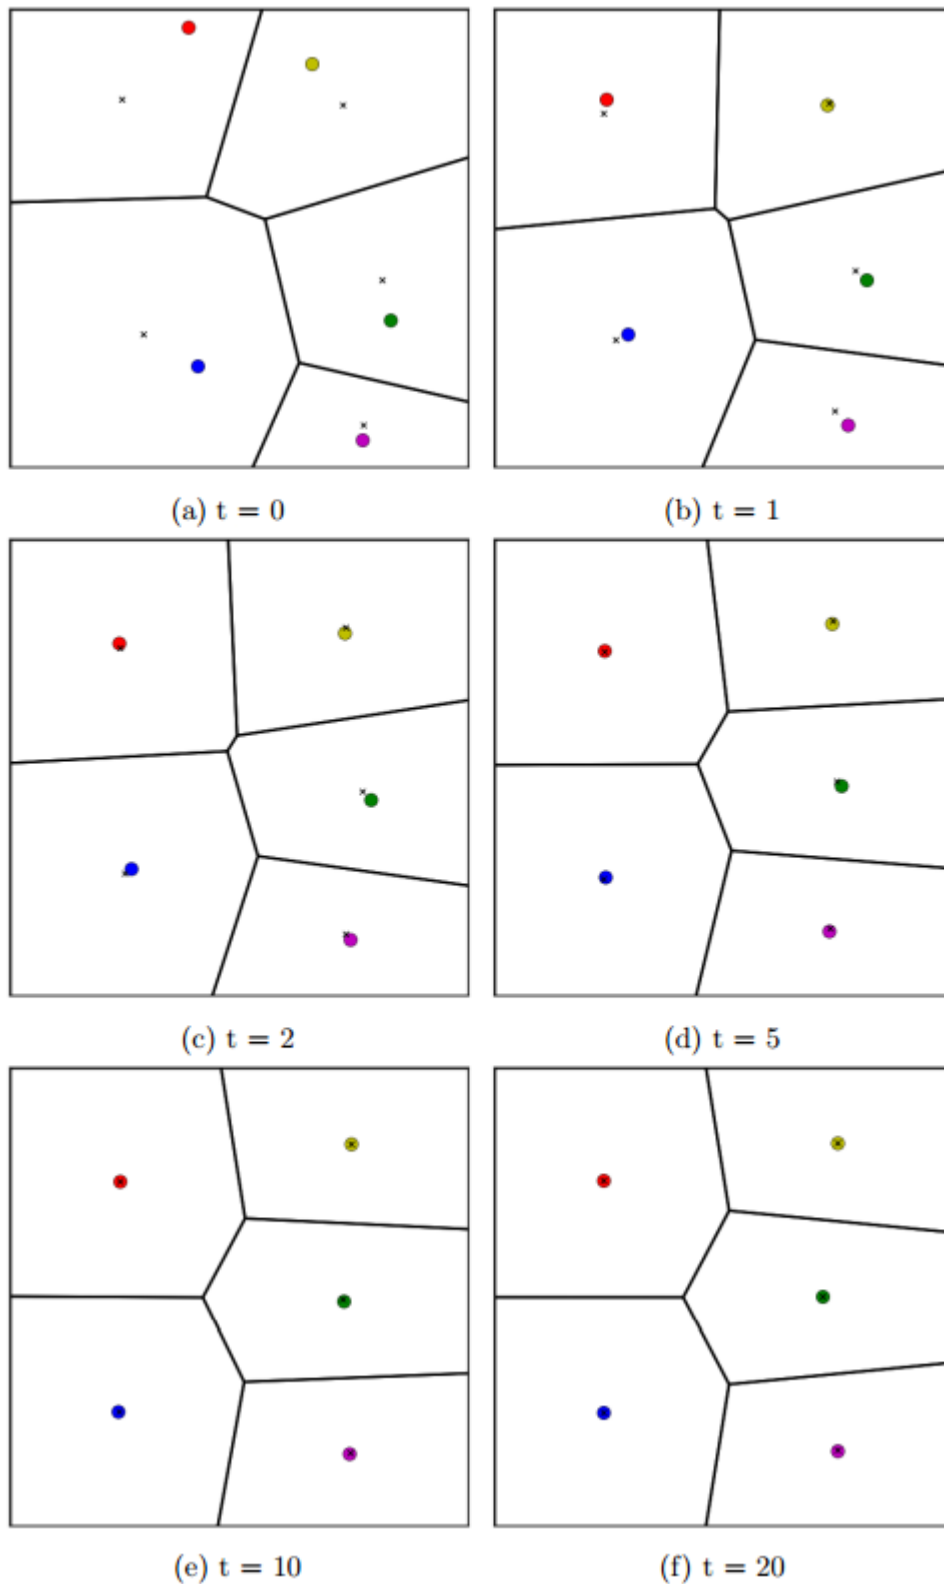 (a) t = 0
(b) t = 1
(c) t = 2
(d) t = 5
(e) t = 10
(f) t = 20